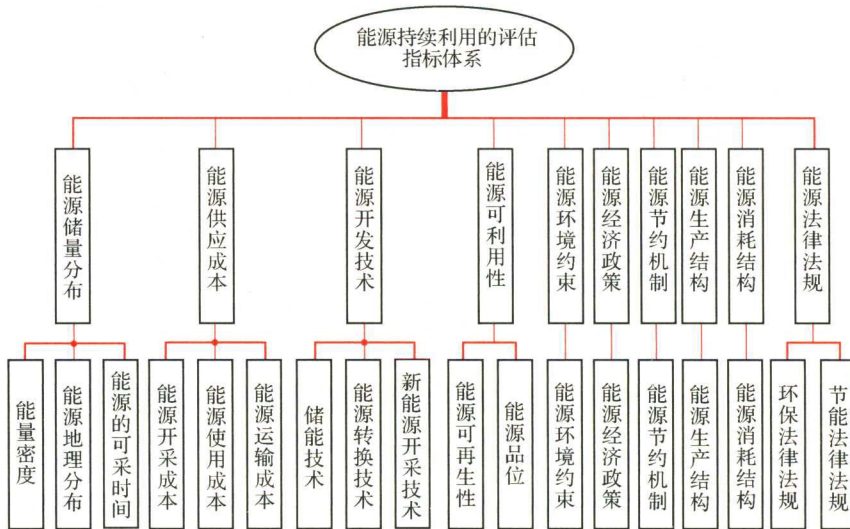 能源持续利用的评估
指标体系
能源储量分布
能源供应成本
能源开发技术
能源可利用性
能源环境约束
能源经济政策
能源节约机制
能源生产结构
能源消耗结构
能源法律法规
能量密度
能源地理分布
能源的可采时间
能源开采成本
能源使用成本
能源运输成本
储能技术
能源转换技术
新能源开采技术
能源可再生性
能源品位
能源环境约束
能源经济政策
能源节约机制
能源生产结构
能源消耗结构
环保法律法规
节能法律法规